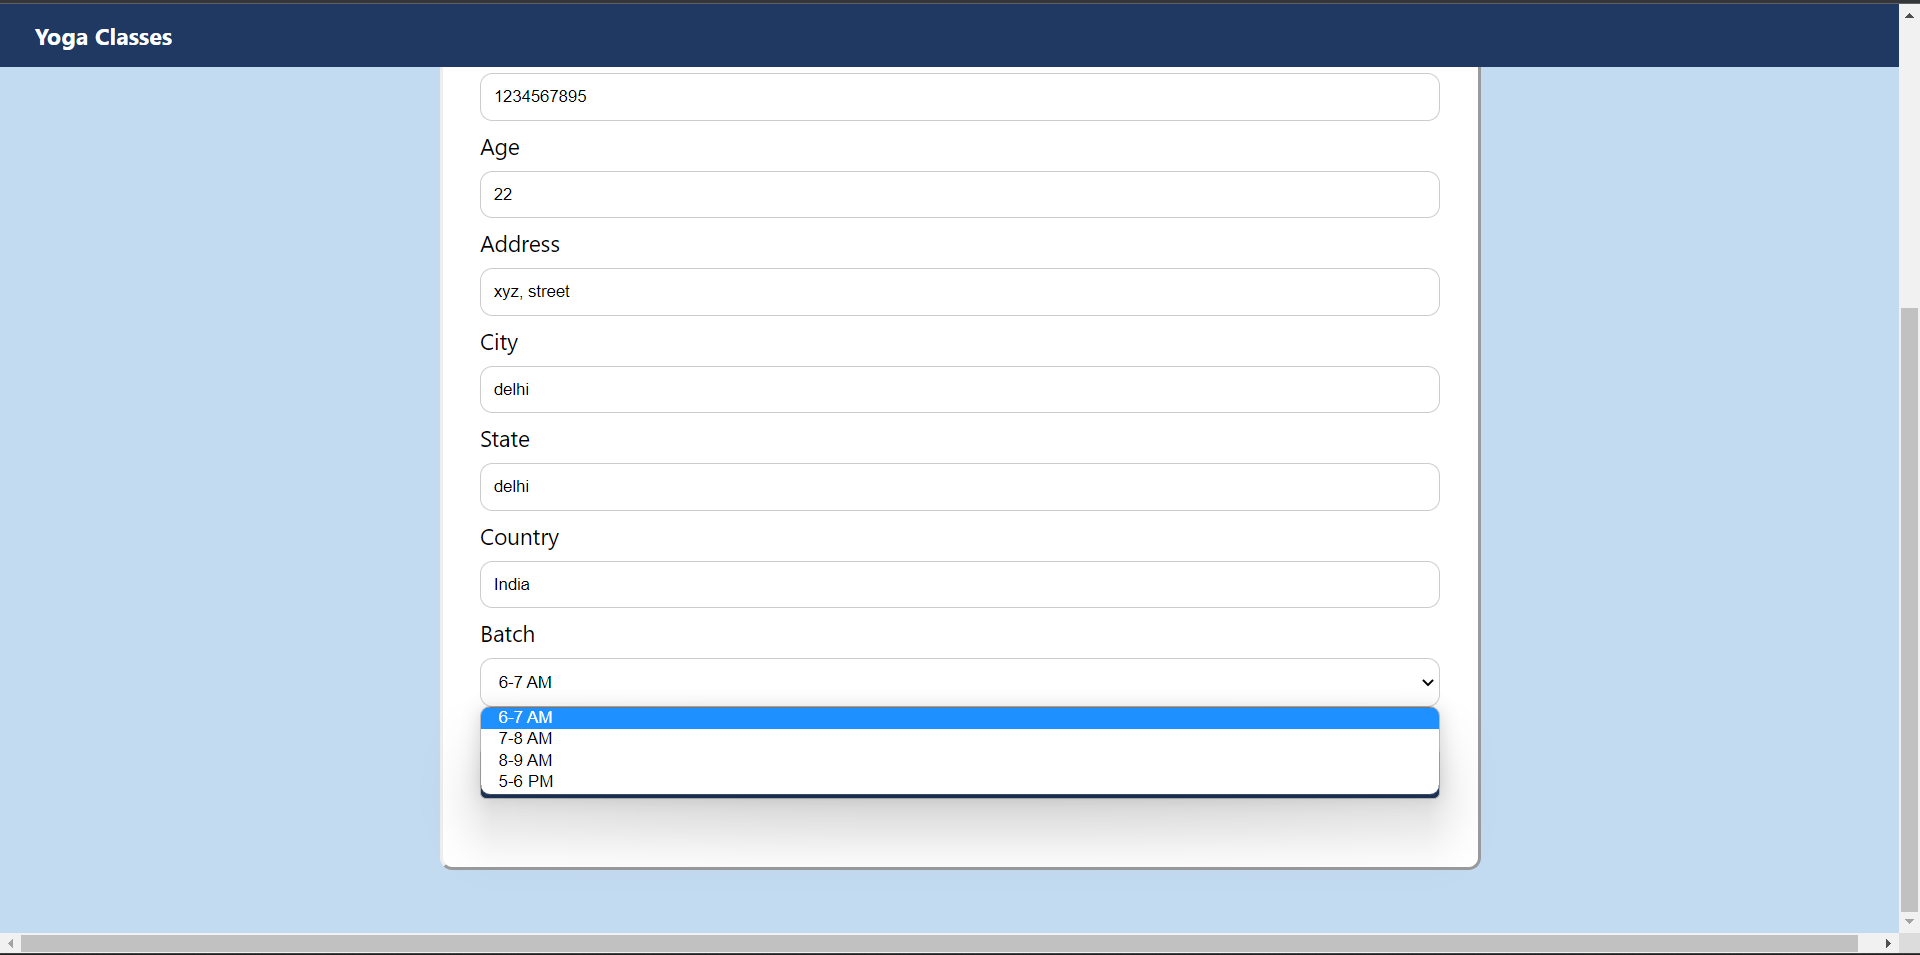 Yoga Classes
1234567895
Age
22
Address
xyz, street
City
delhi
State
delhi
Country
India
Batch
6-7 AM
6-7 AM
7-8 AM
8-9 AM
5-6 PM